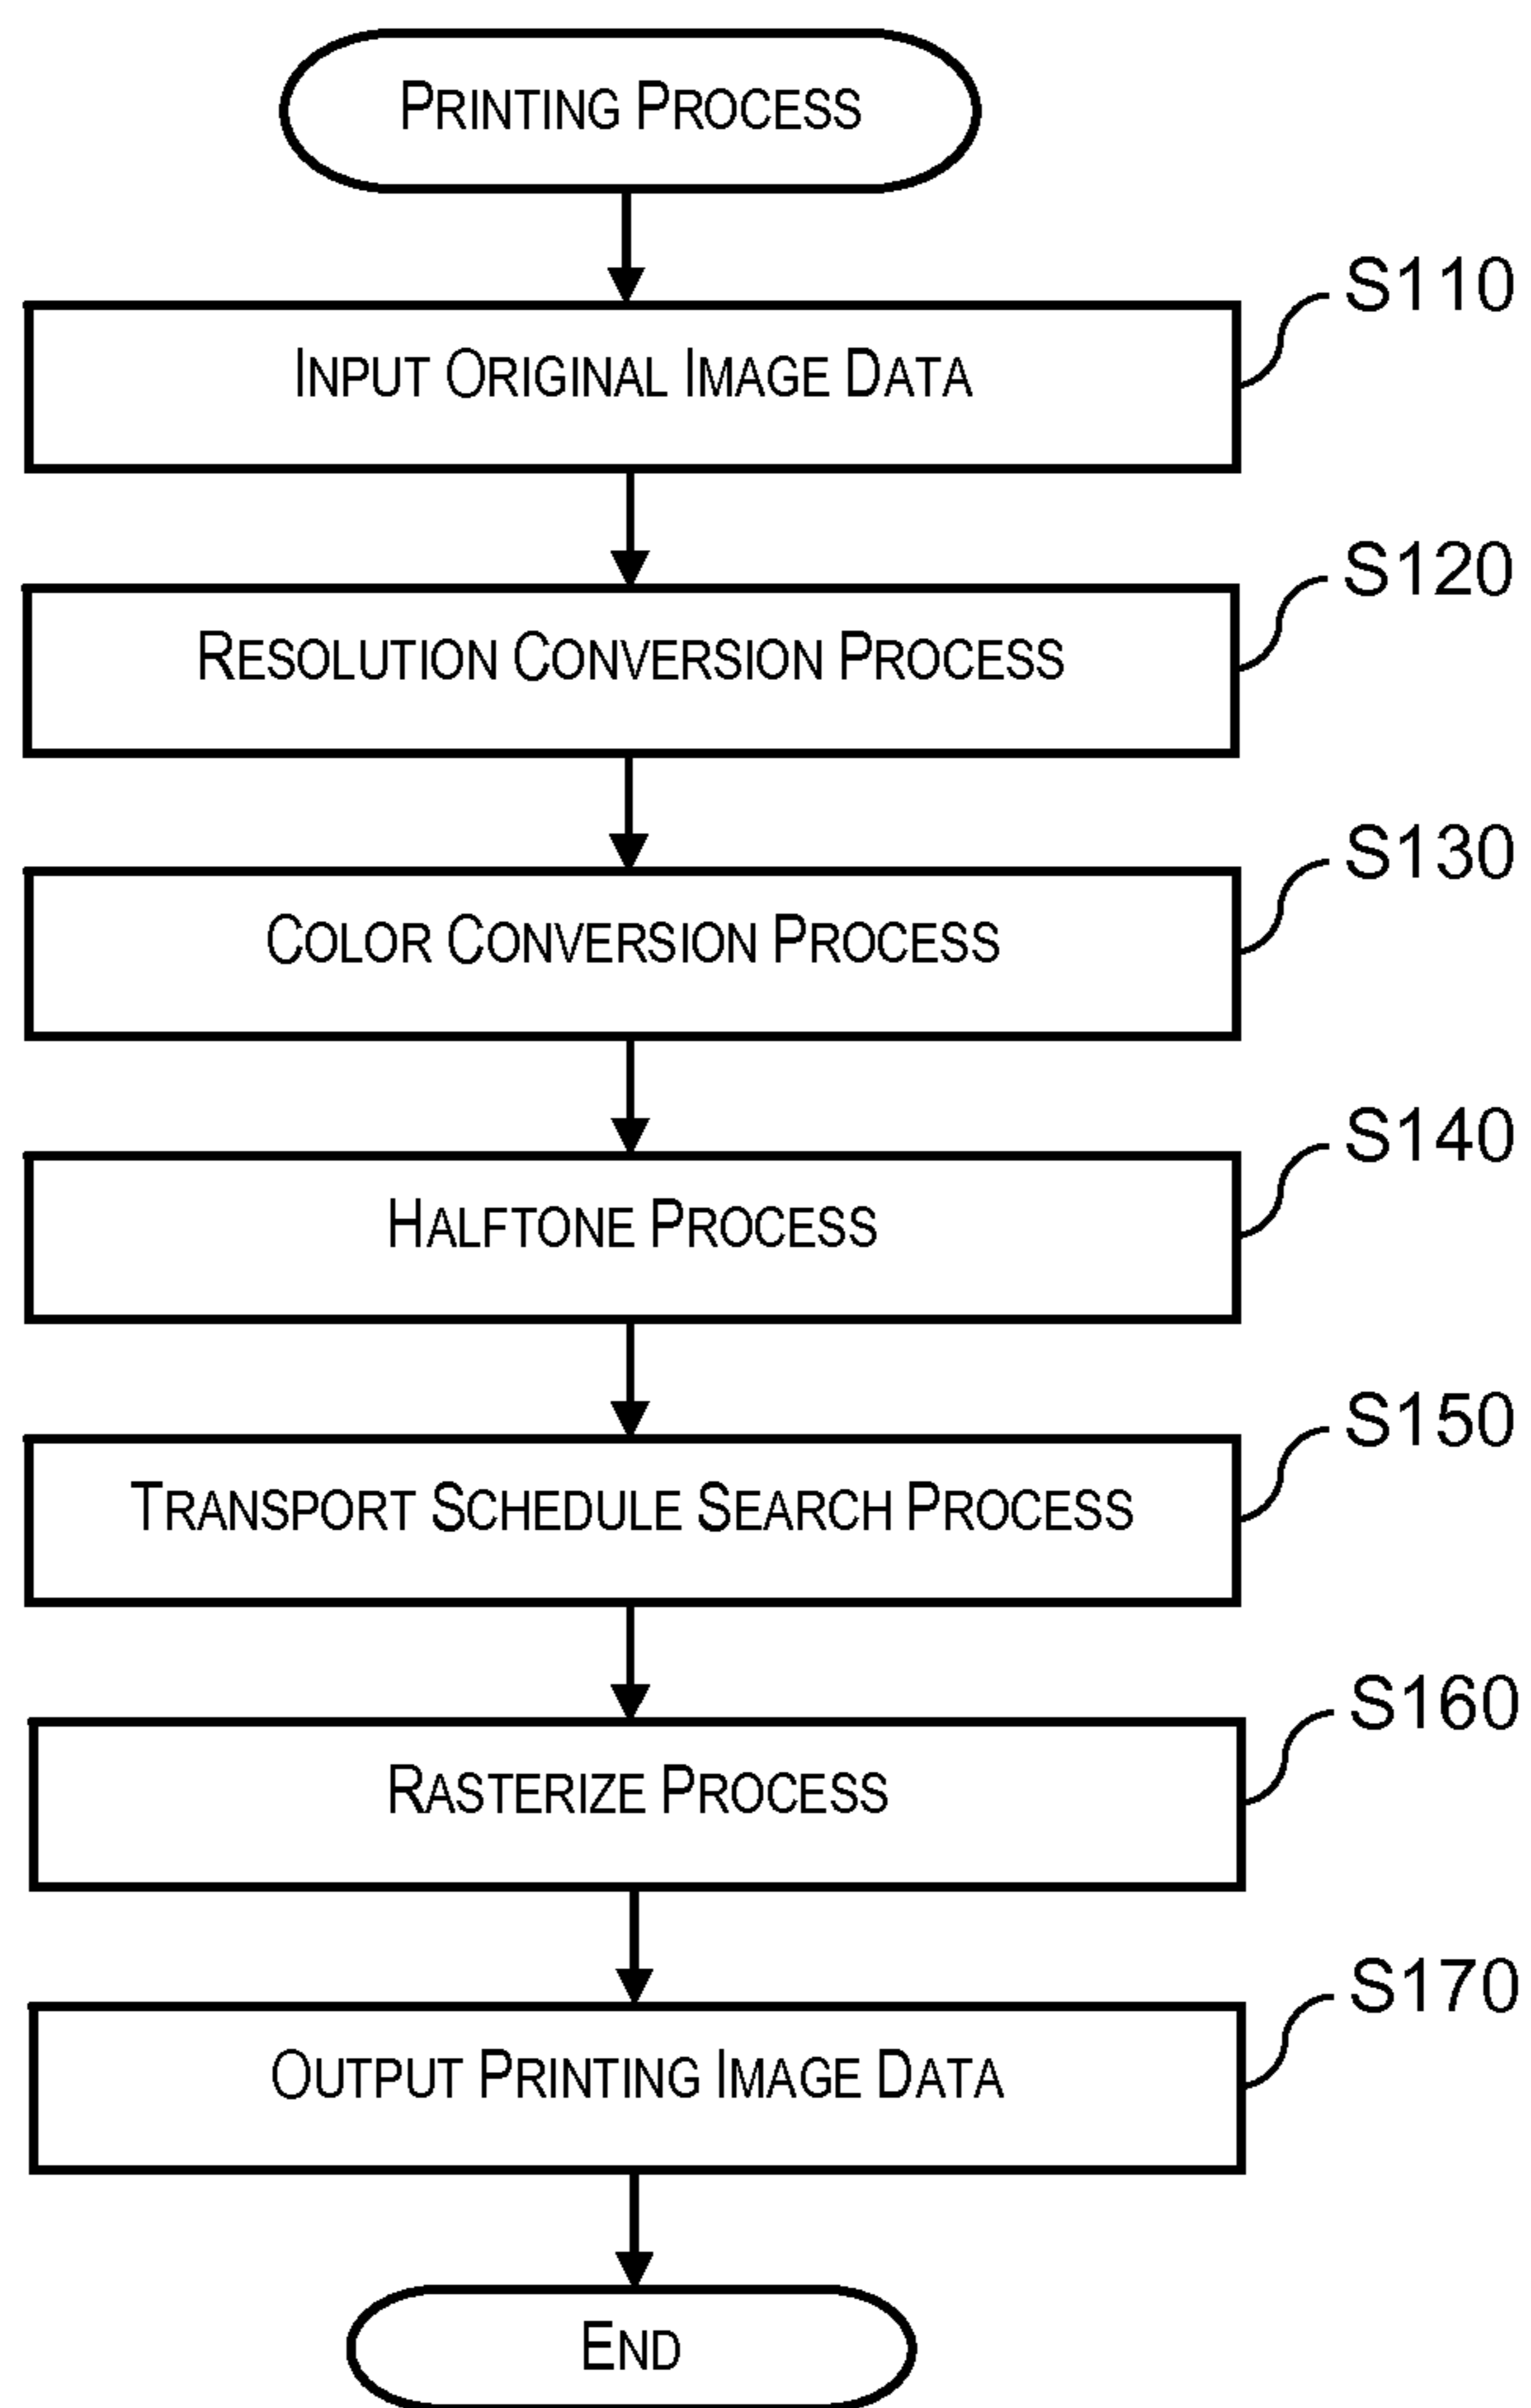 PRINTING PROCESS
S110
INPUT ORIGINAL IMAGE DATA
S120
RESOLUTION CONVERSION PROCESS
S130
COLOR CONVERSION PROCESS
S140
HALFTONE PROCESS
S150
TRANSPORT SCHEDULE SEARCH PROCESS
S160
RASTERIZE PROCESS
S170
OUTPUT PRINTING IMAGE DATA
END